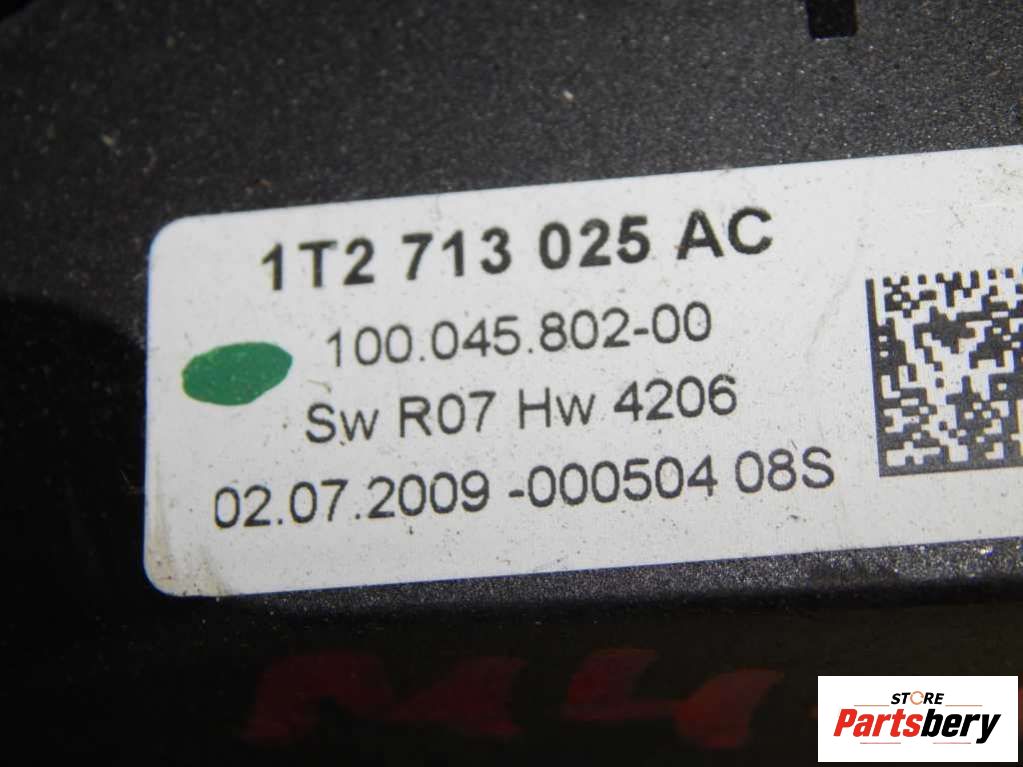 1T2 713 025 AC
100.045.802-00
Sw R07 Hw 4206
02.07.2009 -000504 08S
STORE
Partsbery